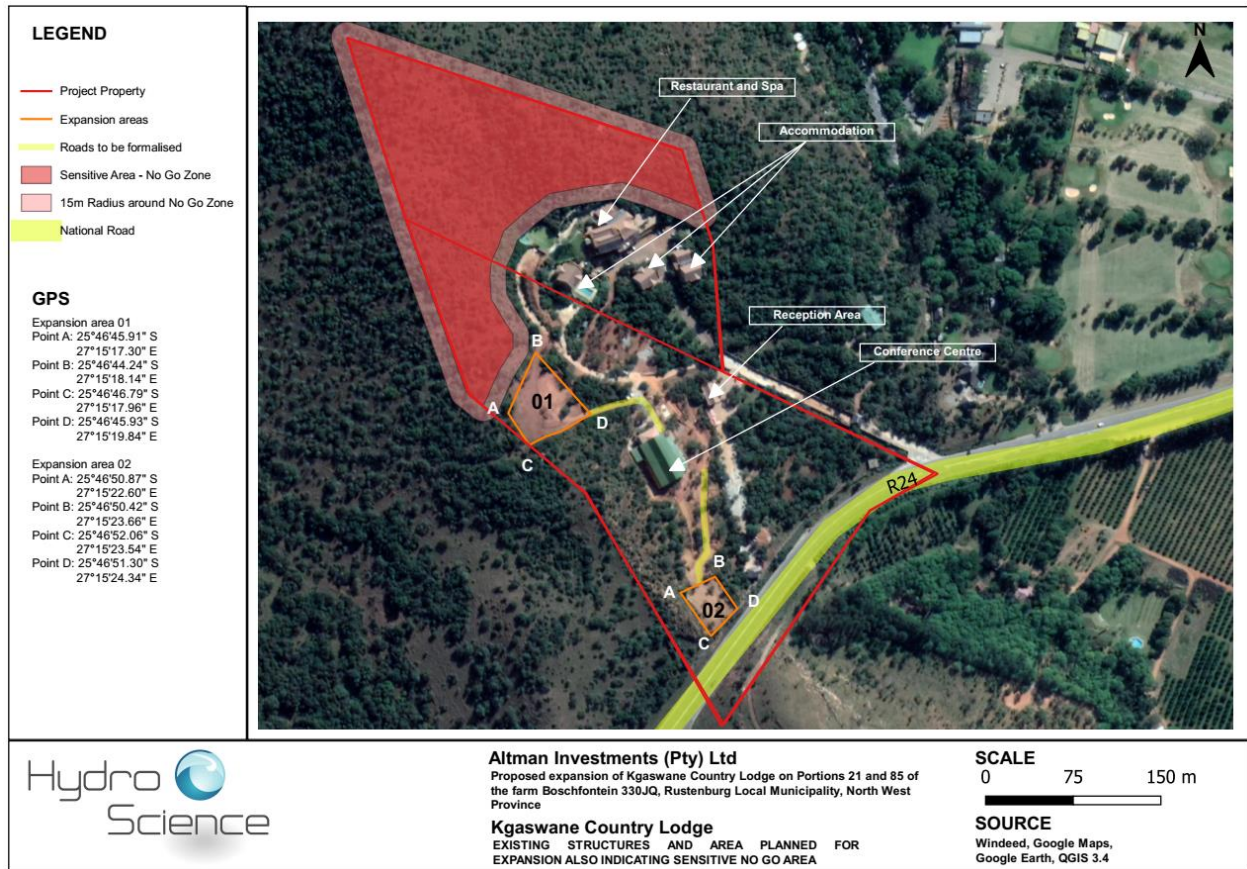 LEGEND
Project Property
Expansion areas
Roads to be formalised
Sensitive Area - No Go Zone
15m Radius around No Go Zone
National Road
GPS
Expansion area 01
Point A: 25°46'45.91" S
27°15'17.30" E
Point B: 25°46'44.24" S
27°15'18.14" E
Point C: 25°46'46.79" S
27°15'17.96" E
Point D: 25°46'45.93" S
27°15'19.84" E
Expansion area 02
Point A: 25°46'50.87" S
27°15'22.60" E
Point B: 25°46'50.42" S
27°15'23.66" E
Point C: 25°46'52.06" S
27°15'23.54" E
Point D: 25°46'51.30" S
27°15'24.34" E
N
Restaurant and Spa
Accommodation
Reception Area
Conference Centre
B
01
A
D
C
R24
B
A
02
D
C
Hydro
Science
Altman Investments (Pty) Ltd
Proposed expansion of Kgaswane Country Lodge on Portions 21 and 85 of
the farm Boschfontein 330JQ, Rustenburg Local Municipality, North West
Province
Kgaswane Country Lodge
EXISTING STRUCTURES AND AREA PLANNED FOR
EXPANSION ALSO INDICATING SENSITIVE NO GO AREA
SCALE
0 75 150 m
SOURCE
Windeed, Google Maps,
Google Earth, QGIS 3.4